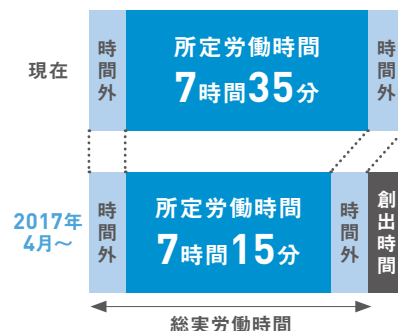 現在
時間外
所定労働時間
7時間35分
時間外
2017年
4月〜
時間外
所定労働時間
7時間15分
時間外
創出時間
総実労働時間